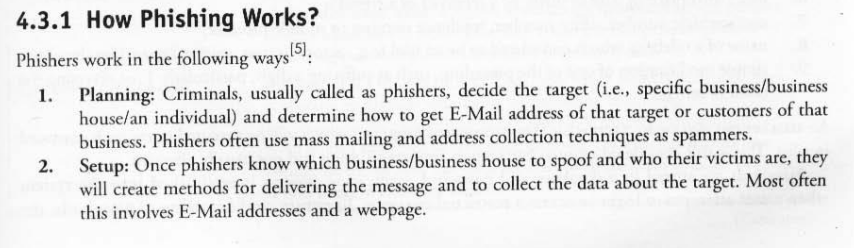 4.3.1 How Phishing Works?
Phishers work in the following ways[5]:
1. Planning: Criminals, usually called as phishers, decide the target (i.e., specific business/business
house/an individual) and determine how to get E-Mail address of that target or customers of that
business. Phishers often use mass mailing and address collection techniques as spammers.
2. Setup: Once phishers know which business/business house to spoof and who their victims are, they
will create methods for delivering the message and to collect the data about the target. Most often
this involves E-Mail addresses and a webpage.